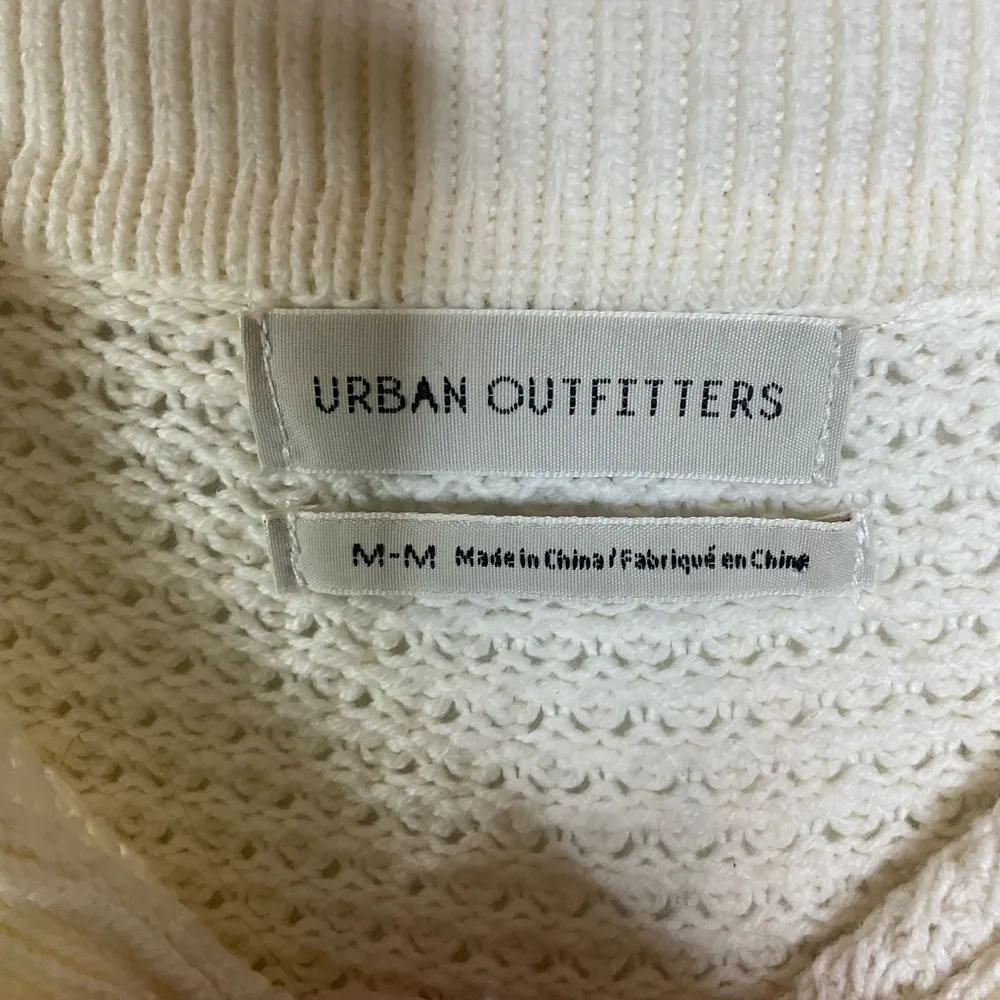 URBAN OUTFITTERS
M-M Made in China / Fabriqué en Chine